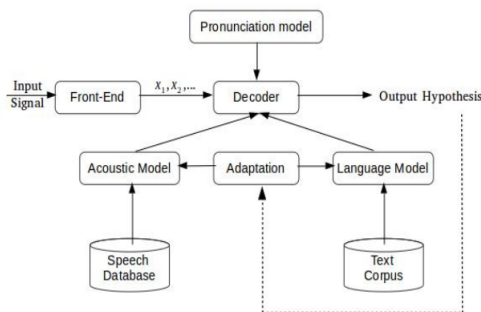 Pronunciation model
Input
Signal
Front-End
X₁, X₂, ...
Decoder
Output Hypothesis
Acoustic Model
Adaptation
Language Model
Speech
Database
Text
Corpus